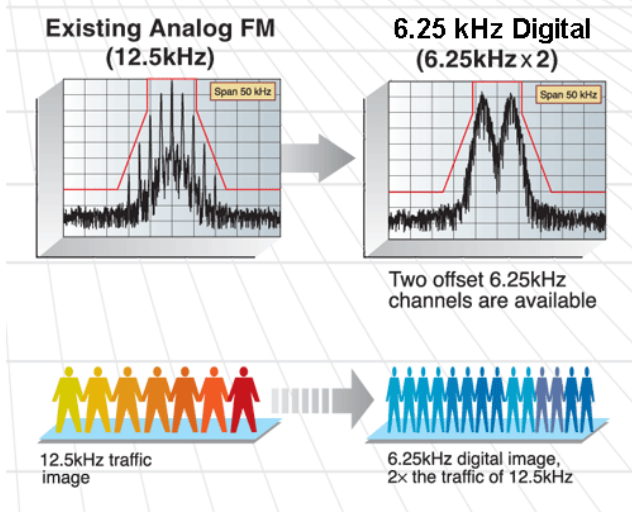 Existing Analog FM
(12.5kHz)
Span 50 kHz
6.25 kHz Digital
(6.25kHz x 2)
Span 50 kHz
Two offset 6.25kHz
channels are available
12.5kHz traffic
image
6.25kHz digital image,
2× the traffic of 12.5kHz